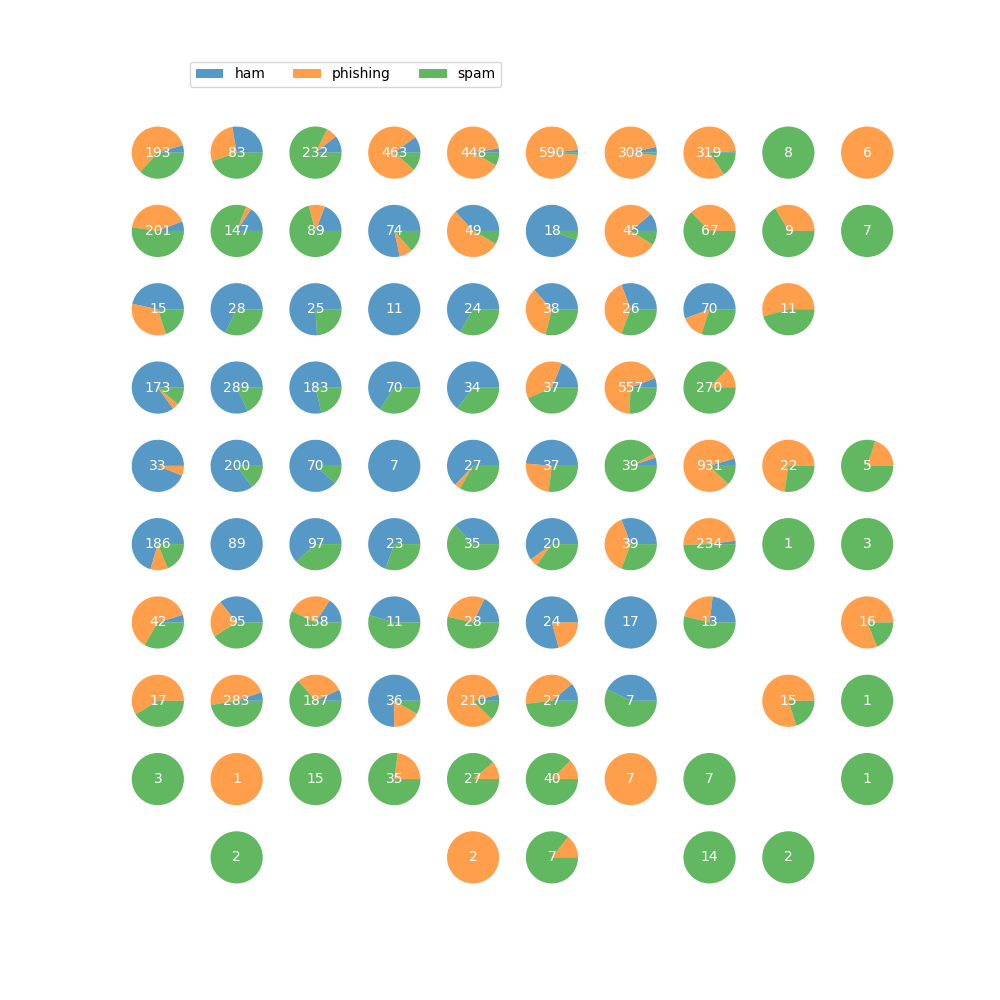 ham phishing spam
193 83 232 463 448 590 308 319 8 6
201 147 89 74 49 18 45 67 9 7
15 28 25 11 24 38 26 70 11
173 289 183 70 34 37 557 270
33 200 70 7 27 37 39 931 22 5
186 89 97 23 35 20 39 234 1 3
42 95 158 11 28 24 17 13 16
17 283 187 36 210 27 7 15 1
3 1 15 35 27 40 7 7 1
2 2 7 14 2